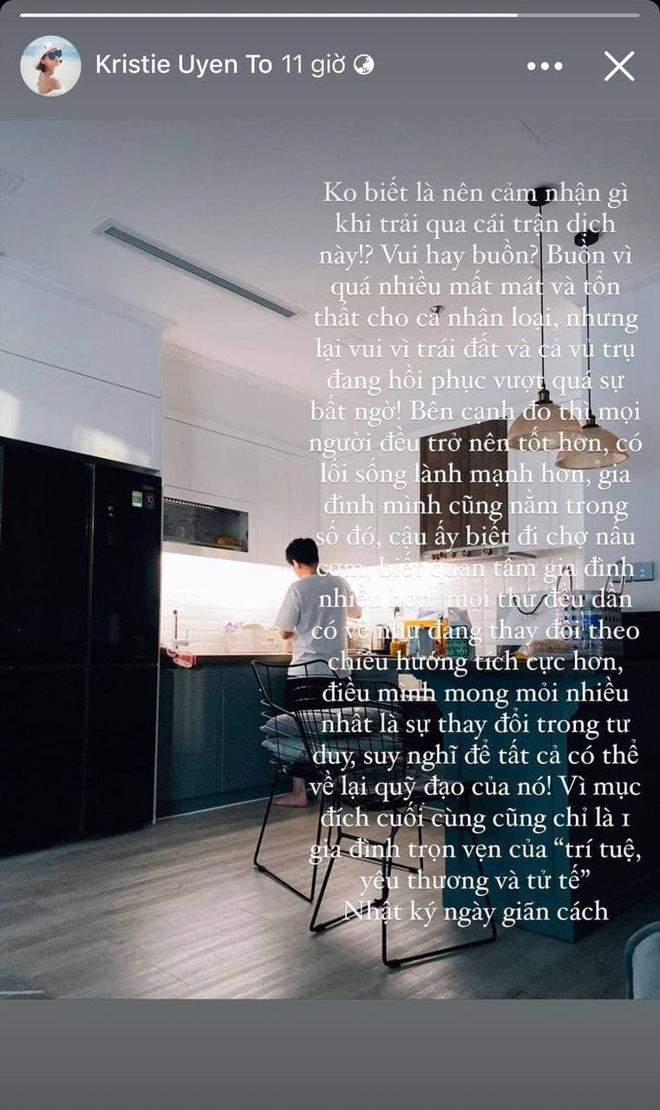 Kristie Uyen To 11 giờ
Ko biết là nên cảm nhận gì
khi trải qua cái trận dịch
này!? Vui hay buồn? Buồn vì
quá nhiều mất mát và tổn
thất cho cả nhân loại, nhưng
lại vui vì trái đất và cả vũ trụ
đang hồi phục vượt quá sự
bất ngờ! Bên cạnh đo thì mọi
người đều trở nên tốt hơn, có
lối sống lành mạnh hơn, gia
đình mình cũng nằm trong
số đó, cậu ấy biết đi chợ nấu
cơm, biết quan tâm gia đình
nhiều hơn, mọi thứ đều dần
có vẻ như đang thay đổi theo
chiều hướng tích cực hơn,
điều mình mong mỏi nhiều
nhất là sự thay đổi trong tư
duy, suy nghĩ để tất cả có thể
về lại quỹ đạo của nó! Vì mục
đích cuối cùng cũng chỉ là 1
gia đình trọn vẹn của “trí tuệ,
yêu thương và tử tế”
Nhật ký ngày giãn cách